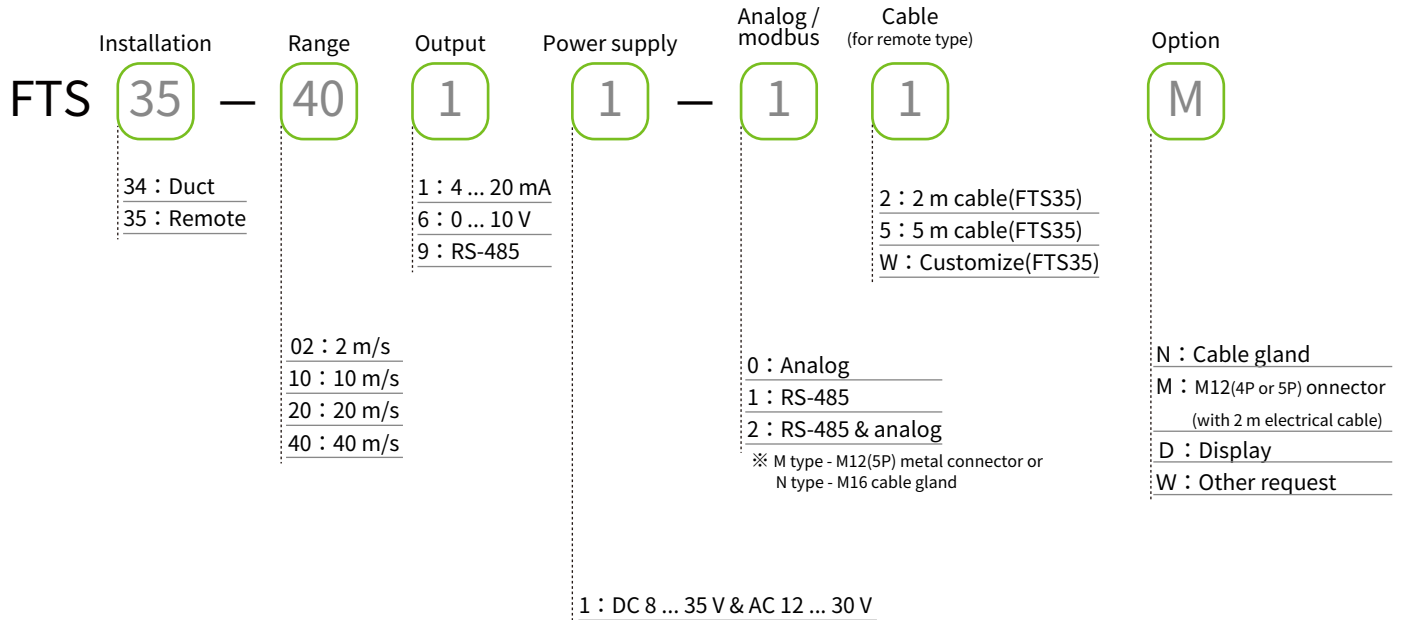 Installation
Range
Output
Power supply
Analog /
modbus
Cable
(for remote type)
Option
FTS 35 — 40 1 1 — 1 1 M
34：Duct
35：Remote
02：2 m/s
10：10 m/s
20：20 m/s
40：40 m/s
1：4 ... 20 mA
6：0 ... 10 V
9：RS-485
1：DC 8 ... 35 V & AC 12 ... 30 V
0：Analog
1：RS-485
2：RS-485 & analog
※ M type - M12(5P) metal connector or
N type - M16 cable gland
2：2 m cable(FTS35)
5：5 m cable(FTS35)
W：Customize(FTS35)
N：Cable gland
M：M12(4P or 5P) onnector
(with 2 m electrical cable)
D：Display
W：Other request